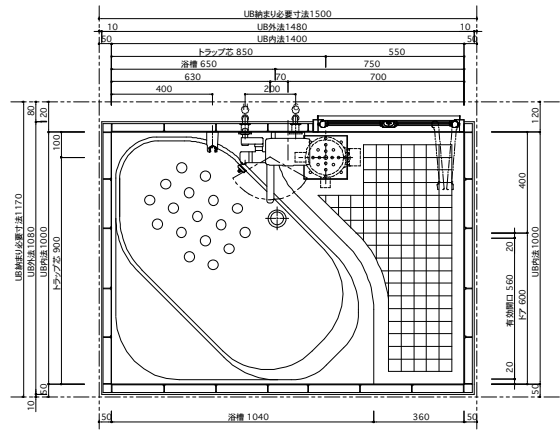 UB納まり必要寸法1500
10 UB外法1480 10
50 UB内法1400 50
トラップ芯 850 550
浴槽 650 750
630 70 700
400 200
80 120
100
UB納まり必要寸法1170
UB外法1080
UB内法1000
トラップ芯 900
10 50
120
400
UB内法1000
20
有効開口 560
ドア 600
20
50
50 浴槽 1040 360 50